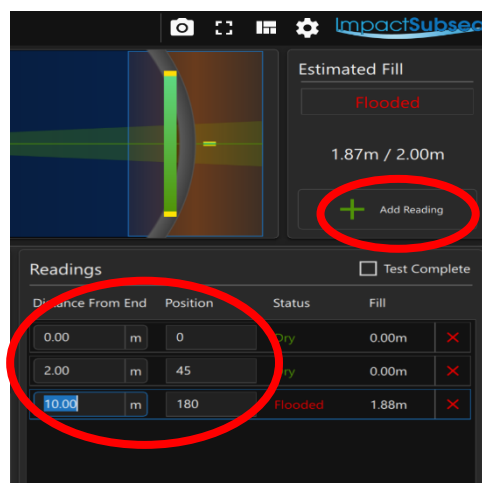 ImpactSubsea
Estimated Fill
Flooded
1.87m / 2.00m
Add Reading
Readings
Test Complete
Distance From End Position Status Fill
0.00 m 0 Dry 0.00m
2.00 m 45 Dry 0.00m
10.00 m 180 Flooded 1.88m